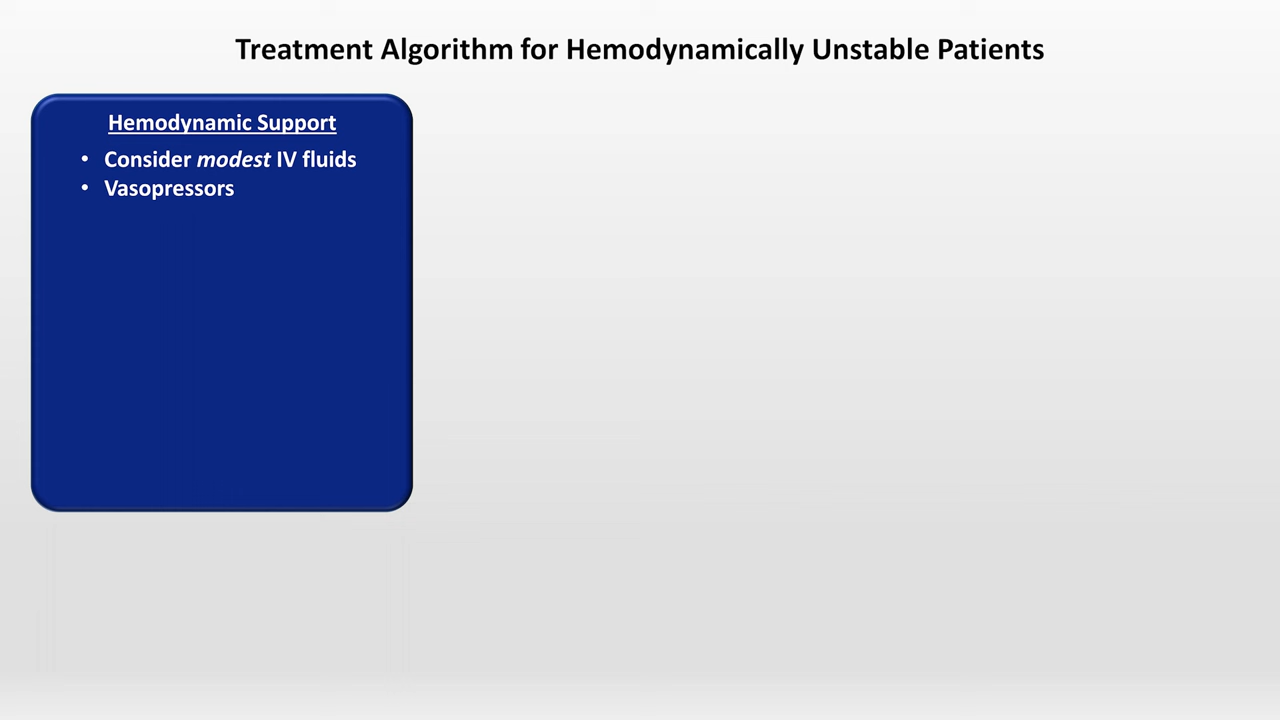 Treatment Algorithm for Hemodynamically Unstable Patients
Hemodynamic Support
• Consider modest IV fluids
• Vasopressors